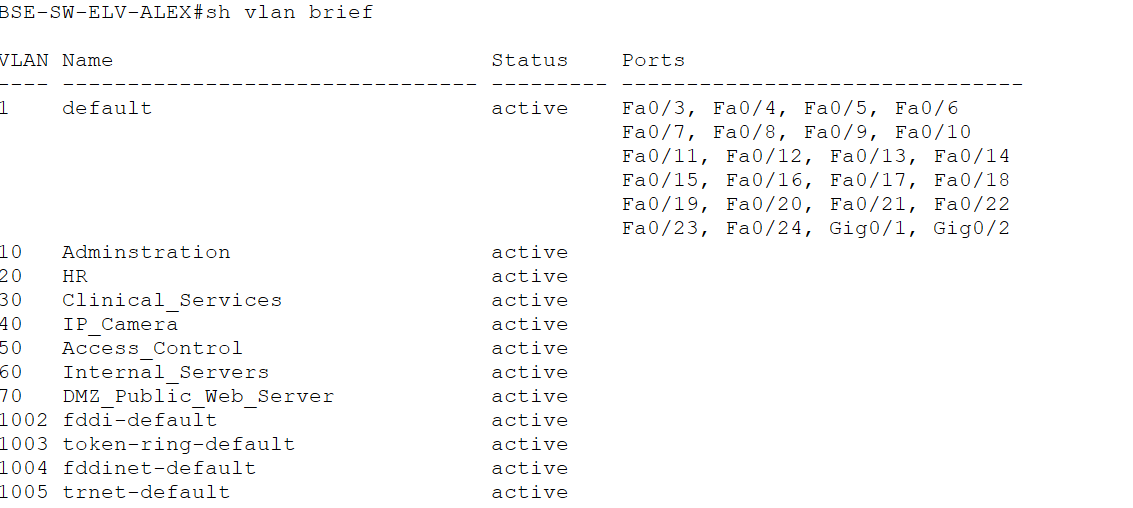 BSE-SW-ELV-ALEX#sh vlan brief
VLAN Name                             Status    Ports
---- -------------------------------- --------- -------------------------------
1    default                          active    Fa0/3, Fa0/4, Fa0/5, Fa0/6
                                                Fa0/7, Fa0/8, Fa0/9, Fa0/10
                                                Fa0/11, Fa0/12, Fa0/13, Fa0/14
                                                Fa0/15, Fa0/16, Fa0/17, Fa0/18
                                                Fa0/19, Fa0/20, Fa0/21, Fa0/22
                                                Fa0/23, Fa0/24, Gig0/1, Gig0/2
10   Adminstration                    active
20   HR                               active
30   Clinical_Services                active
40   IP_Camera                        active
50   Access_Control                   active
60   Internal_Servers                 active
70   DMZ_Public_Web_Server            active
1002 fddi-default                     active
1003 token-ring-default               active
1004 fddinet-default                  active
1005 trnet-default                    active